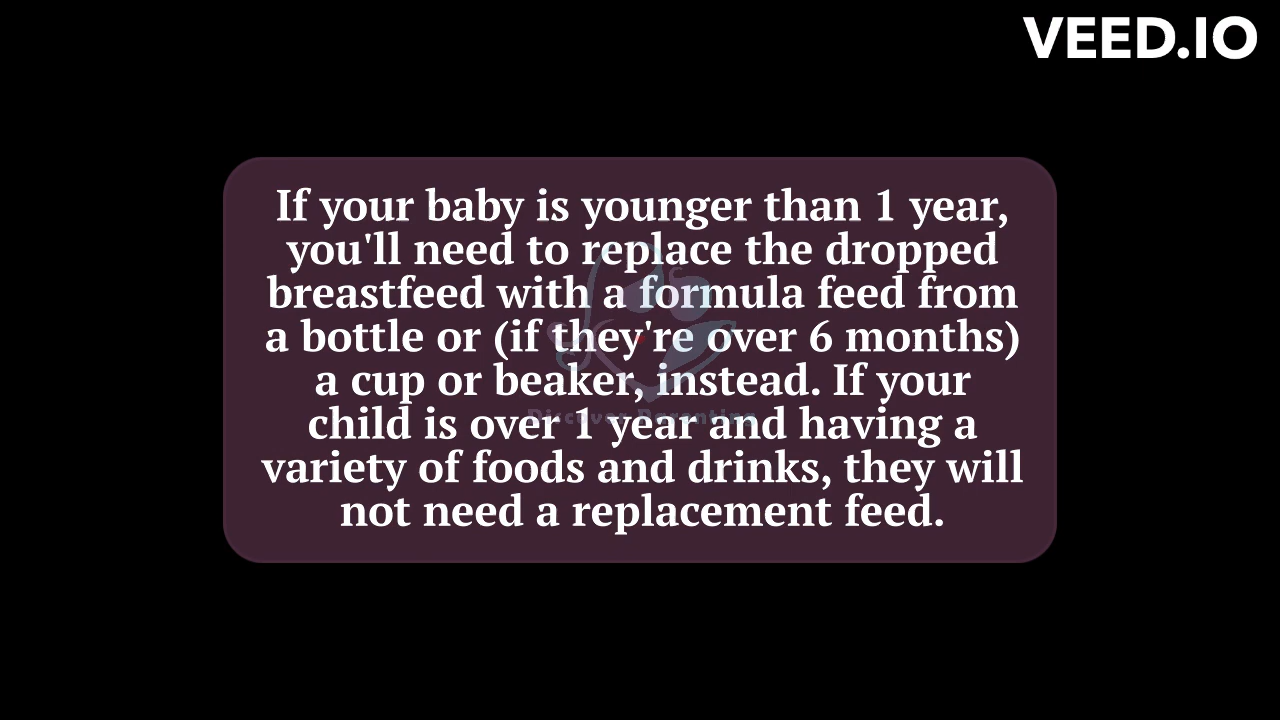 VEED.IO
If your baby is younger than 1 year,
you'll need to replace the dropped
breastfeed with a formula feed from
a bottle or (if they're over 6 months)
a cup or beaker, instead. If your
child is over 1 year and having a
variety of foods and drinks, they will
not need a replacement feed.
Discover Parenting